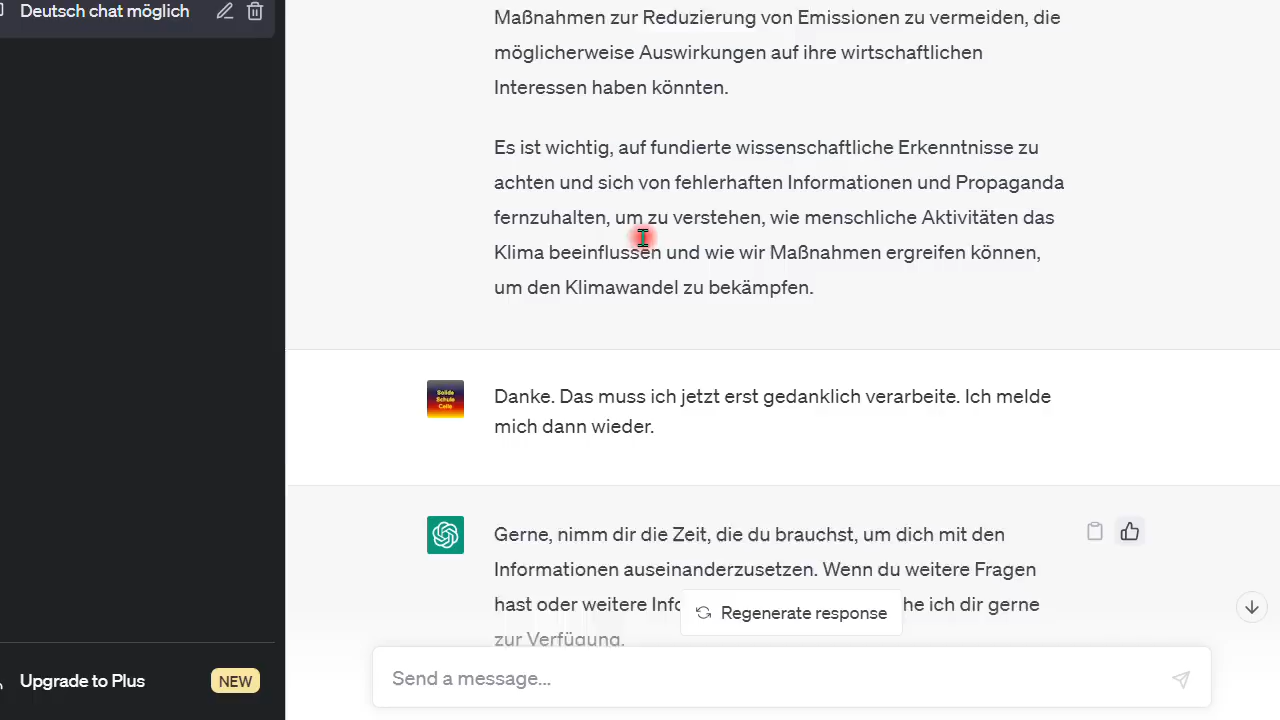 Deutsch chat möglich
Maßnahmen zur Reduzierung von Emissionen zu vermeiden, die
möglicherweise Auswirkungen auf ihre wirtschaftlichen
Interessen haben könnten.
Es ist wichtig, auf fundierte wissenschaftliche Erkenntnisse zu
achten und sich von fehlerhaften Informationen und Propaganda
fernzuhalten, um zu verstehen, wie menschliche Aktivitäten das
Klima beeinflussen und wie wir Maßnahmen ergreifen können,
um den Klimawandel zu bekämpfen.
Solide
Schule
Calle
Danke. Das muss ich jetzt erst gedanklich verarbeite. Ich melde
mich dann wieder.
Gerne, nimm dir die Zeit, die du brauchst, um dich mit den
Informationen auseinanderzusetzen. Wenn du weitere Fragen
hast oder weitere Info he ich dir gerne
zur Verfügung.
Regenerate response
Send a message...
Upgrade to Plus
NEW